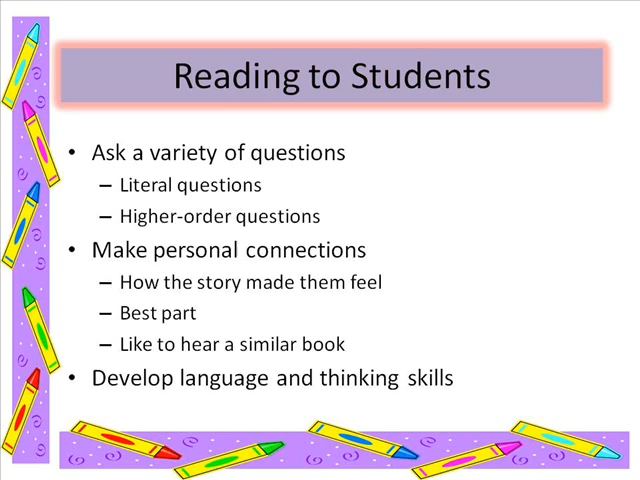 Reading to Students
• Ask a variety of questions
– Literal questions
– Higher-order questions
• Make personal connections
– How the story made them feel
– Best part
– Like to hear a similar book
• Develop language and thinking skills